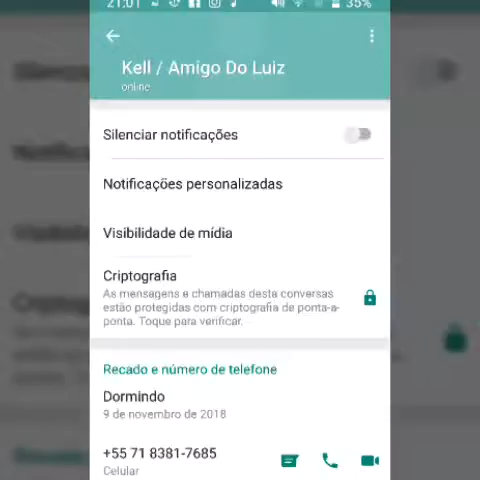 21:01 35%
Kell / Amigo Do Luiz
online
Silenciar notificações
Notificações personalizadas
Visibilidade de mídia
Criptografia
As mensagens e chamadas desta conversas
estão protegidas com criptografia de ponta-a-
ponta. Toque para verificar.
Recado e número de telefone
Dormindo
9 de novembro de 2018
+55 71 8381-7685
Celular